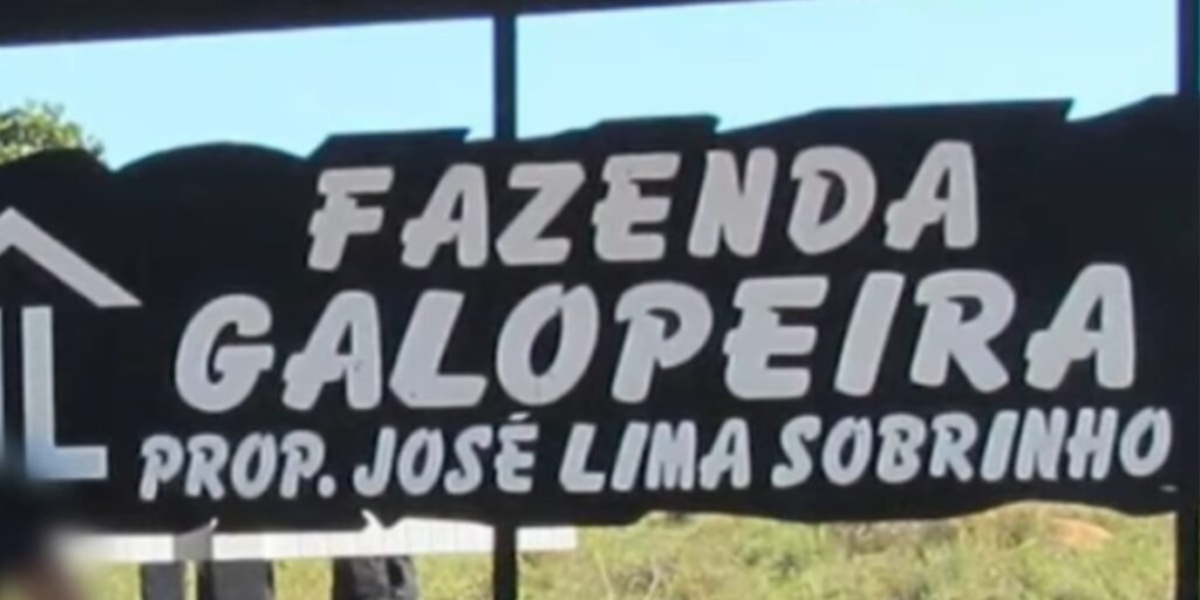 FAZENDA
GALOPEIRA
PROP. JOSÉ LIMA SOBRINHO